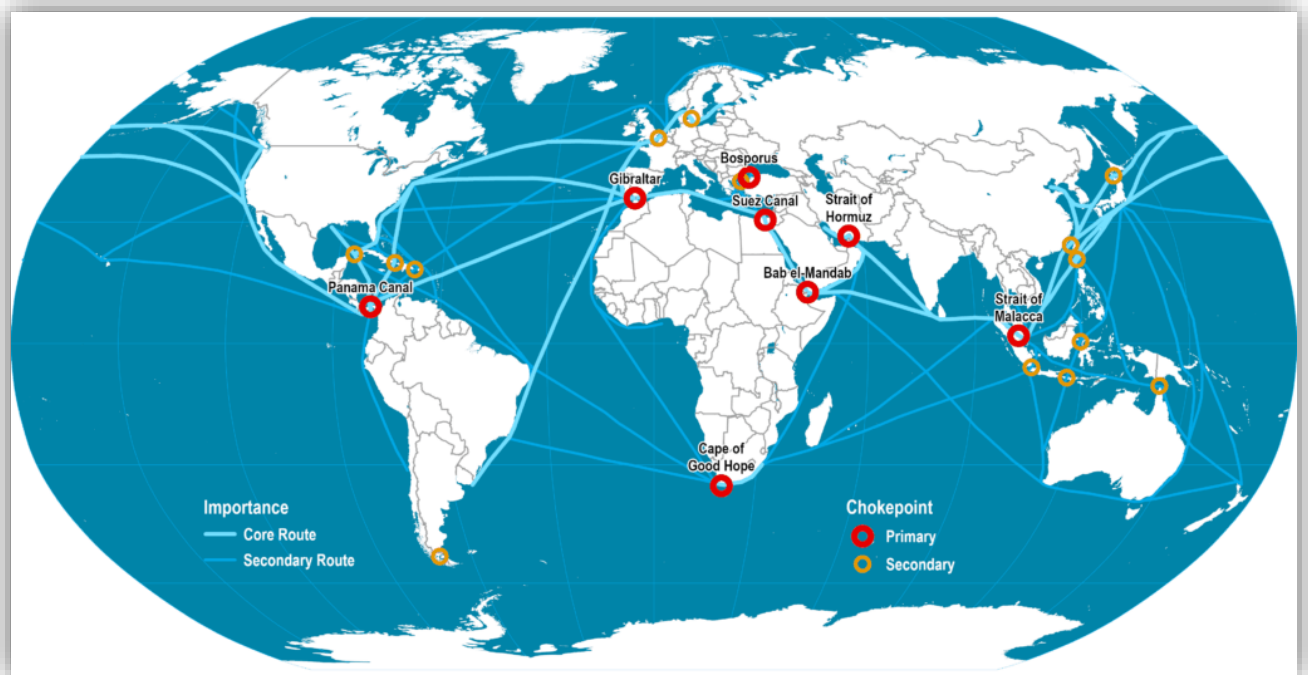 Bosporus
Gibraltar
Suez Canal
Strait of
Hormuz
Bab el-Mandab
Panama Canal
Strait of
Malacca
Cape of
Good Hope
Importance
Core Route
Secondary Route
Chokepoint
Primary
Secondary